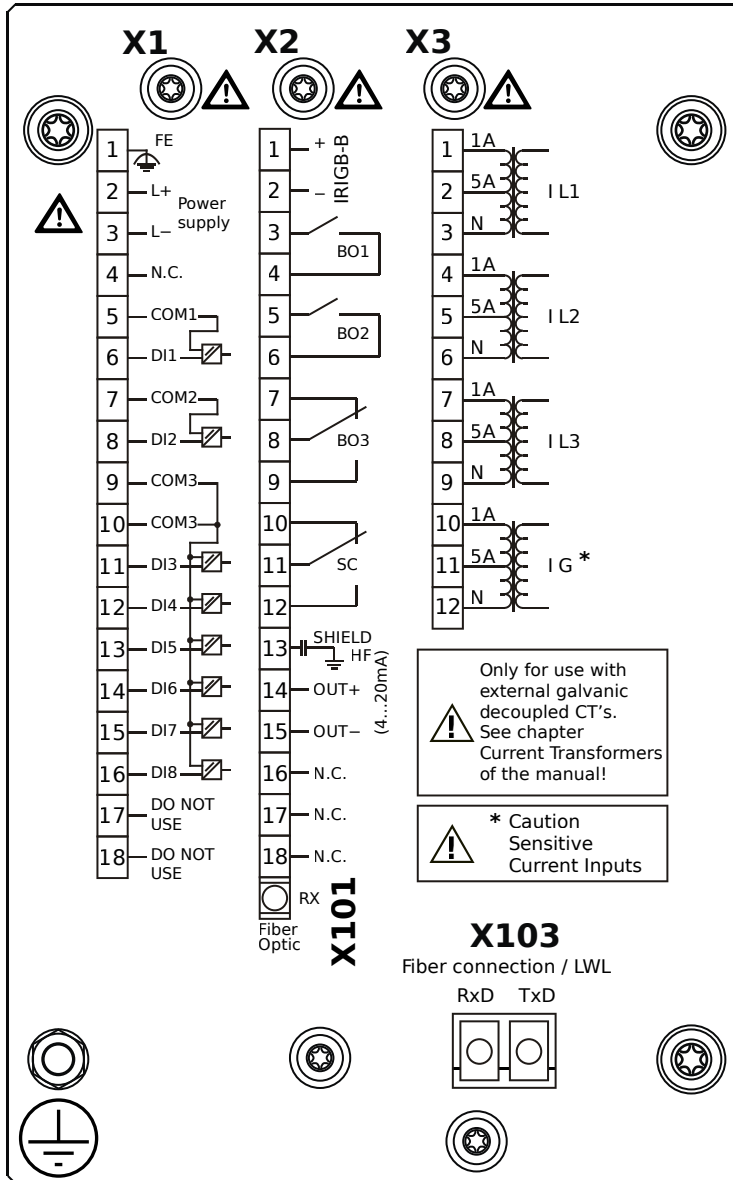 X1 X2 X3
1 FE
2 L+
Power
supply
3 L−
4 N.C.
5 COM1
6 DI1
7 COM2
8 DI2
9 COM3
10 COM3
11 DI3
12 DI4
13 DI5
14 DI6
15 DI7
16 DI8
17 DO NOT
USE
18 DO NOT
USE
1 +
2 −
IRIGB-B
3
BO1
4
5
BO2
6
7
8 BO3
9
10
11 SC
12
13 SHIELD
HF
14 OUT+
15 OUT−
(4...20mA)
16 N.C.
17 N.C.
18 N.C.
RX
Fiber
Optic
X101
1 1A
2 5A I L1
3 N
4 1A
5 5A I L2
6 N
7 1A
8 5A I L3
9 N
10 1A
11 5A I G *
12 N
Only for use with
external galvanic
decoupled CT's.
See chapter
Current Transformers
of the manual!
* Caution
Sensitive
Current Inputs
X103
Fiber connection / LWL
RxD TxD